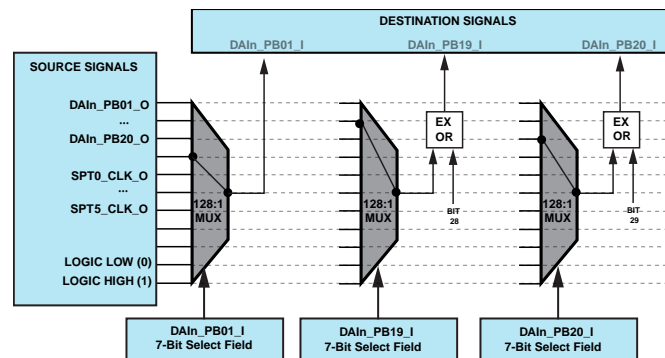 DESTINATION SIGNALS
DAIn_PB01_I
DAIn_PB19_I
DAIn_PB20_I
SOURCE SIGNALS
DAIn_PB01_O
...
DAIn_PB20_O
SPT0_CLK_O
...
SPT5_CLK_O
LOGIC LOW (0)
LOGIC HIGH (1)
128:1
MUX
128:1
MUX
EX
OR
BIT
28
128:1
MUX
EX
OR
BIT
29
DAIn_PB01_I
7-Bit Select Field
DAIn_PB19_I
7-Bit Select Field
DAIn_PB20_I
7-Bit Select Field